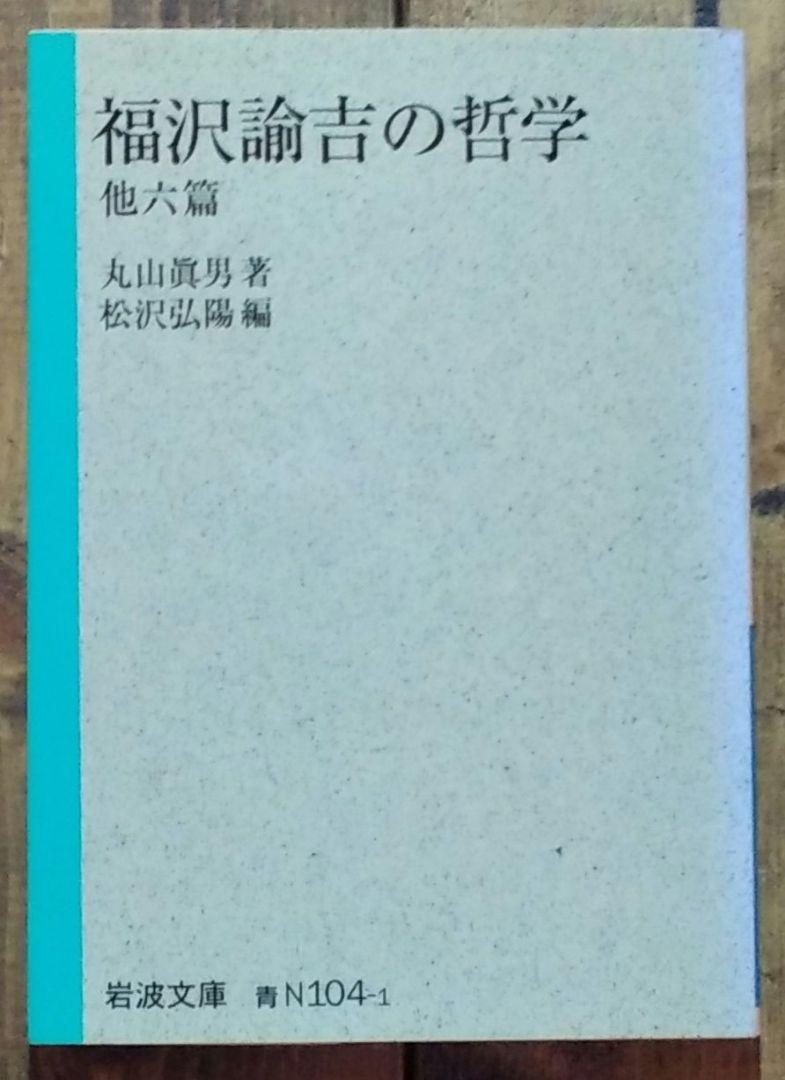 福沢諭吉の哲学
他六篇
丸山眞男著
松沢弘陽編
岩波文庫 青N104-1